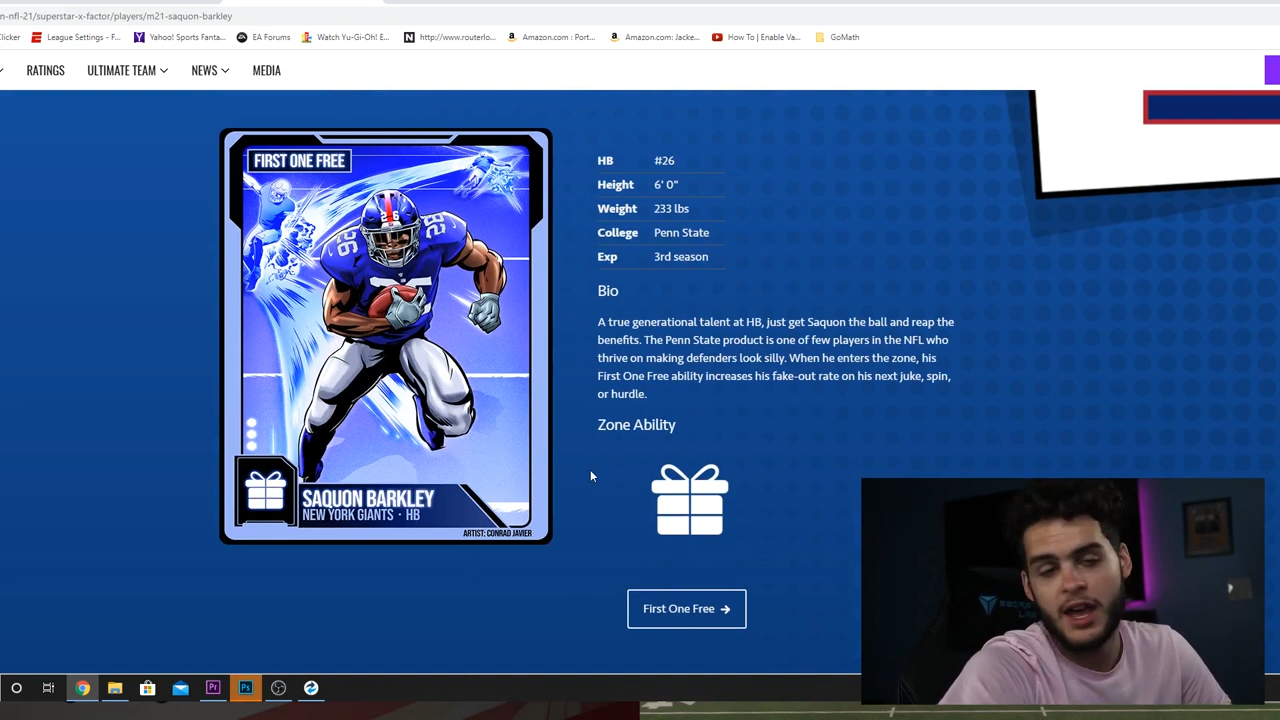 n-nfl-21/superstar-x-factor/players/m21-saquon-barkley
licker League Settings - F... Yahoo! Sports Fanta... EA Forums Watch Yu-Gi-Oh! E... http://www.routerlo... Amazon.com : Port... Amazon.com: Jacke... How To | Enable Va... GoMath
RATINGS ULTIMATE TEAM NEWS MEDIA
FIRST ONE FREE
26
26
26
SAQUON BARKLEY
NEW YORK GIANTS · HB
ARTIST: CONRAD JAVIER
HB #26
Height 6' 0"
Weight 233 lbs
College Penn State
Exp 3rd season
Bio
A true generational talent at HB, just get Saquon the ball and reap the
benefits. The Penn State product is one of few players in the NFL who
thrive on making defenders look silly. When he enters the zone, his
First One Free ability increases his fake-out rate on his next juke, spin,
or hurdle.
Zone Ability
First One Free →
Pr Ps